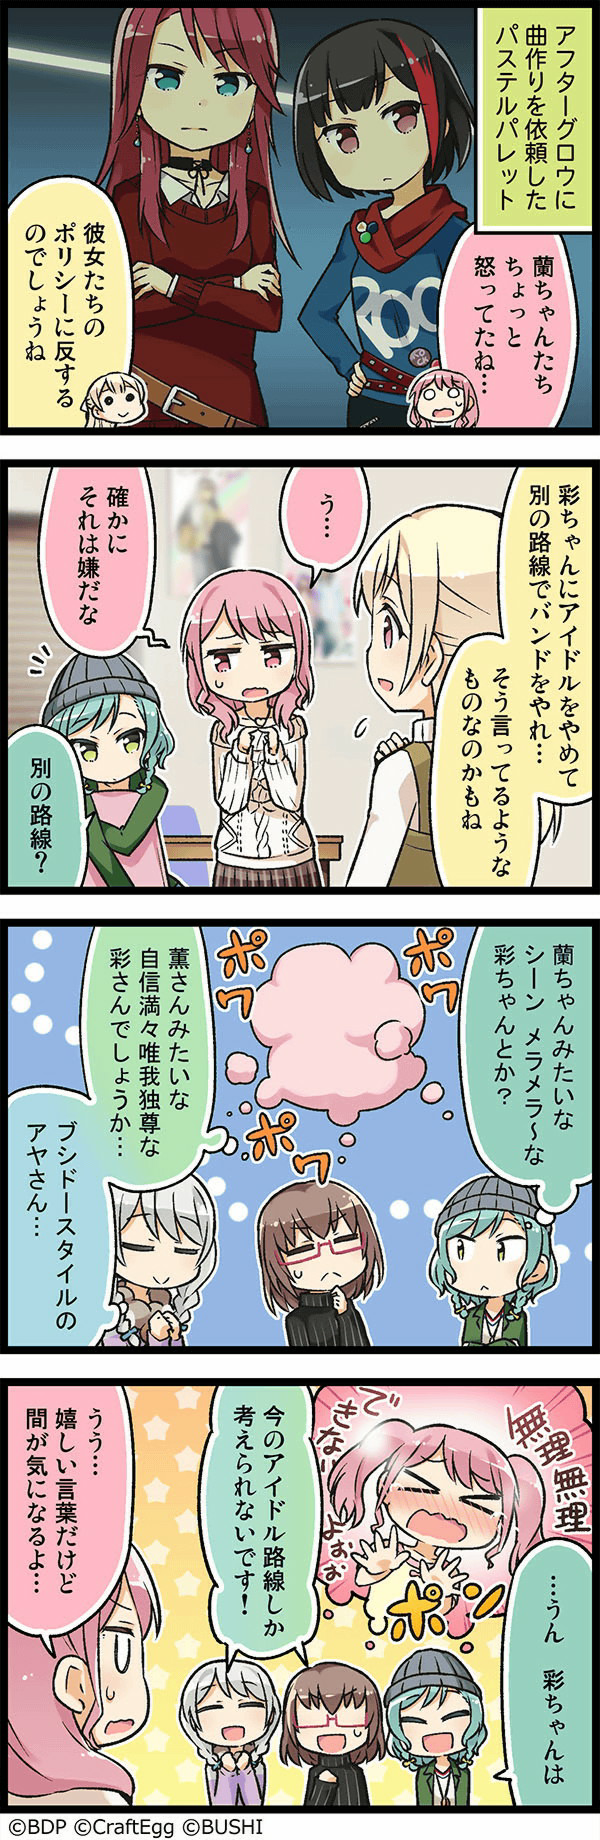 アフターグロウに
曲作りを依頼した
パステルパレット
蘭ちゃんたち
ちょっと
怒ってたね…
彼女たちの
ポリシーに反する
のでしょうね
彩ちゃんにアイドルをやめて
別の路線でバンドをやれ…
そう言ってるような
ものなのかもね
う…
確かに
それは嫌だな
別の路線？
蘭ちゃんみたいな
シーン メラメラ～な
彩ちゃんとか？
ポワ
ポワ
ポワ
薫さんみたいな
自信満々唯我独尊な
彩さんでしょうか…
ブシドースタイルの
アヤさん…
無理無理
できないよぉぉ
ポン
…うん 彩ちゃんは
今のアイドル路線しか
考えられないです！
うう…
嬉しい言葉だけど
間が気になるよ…
©BDP ©CraftEgg ©BUSHI